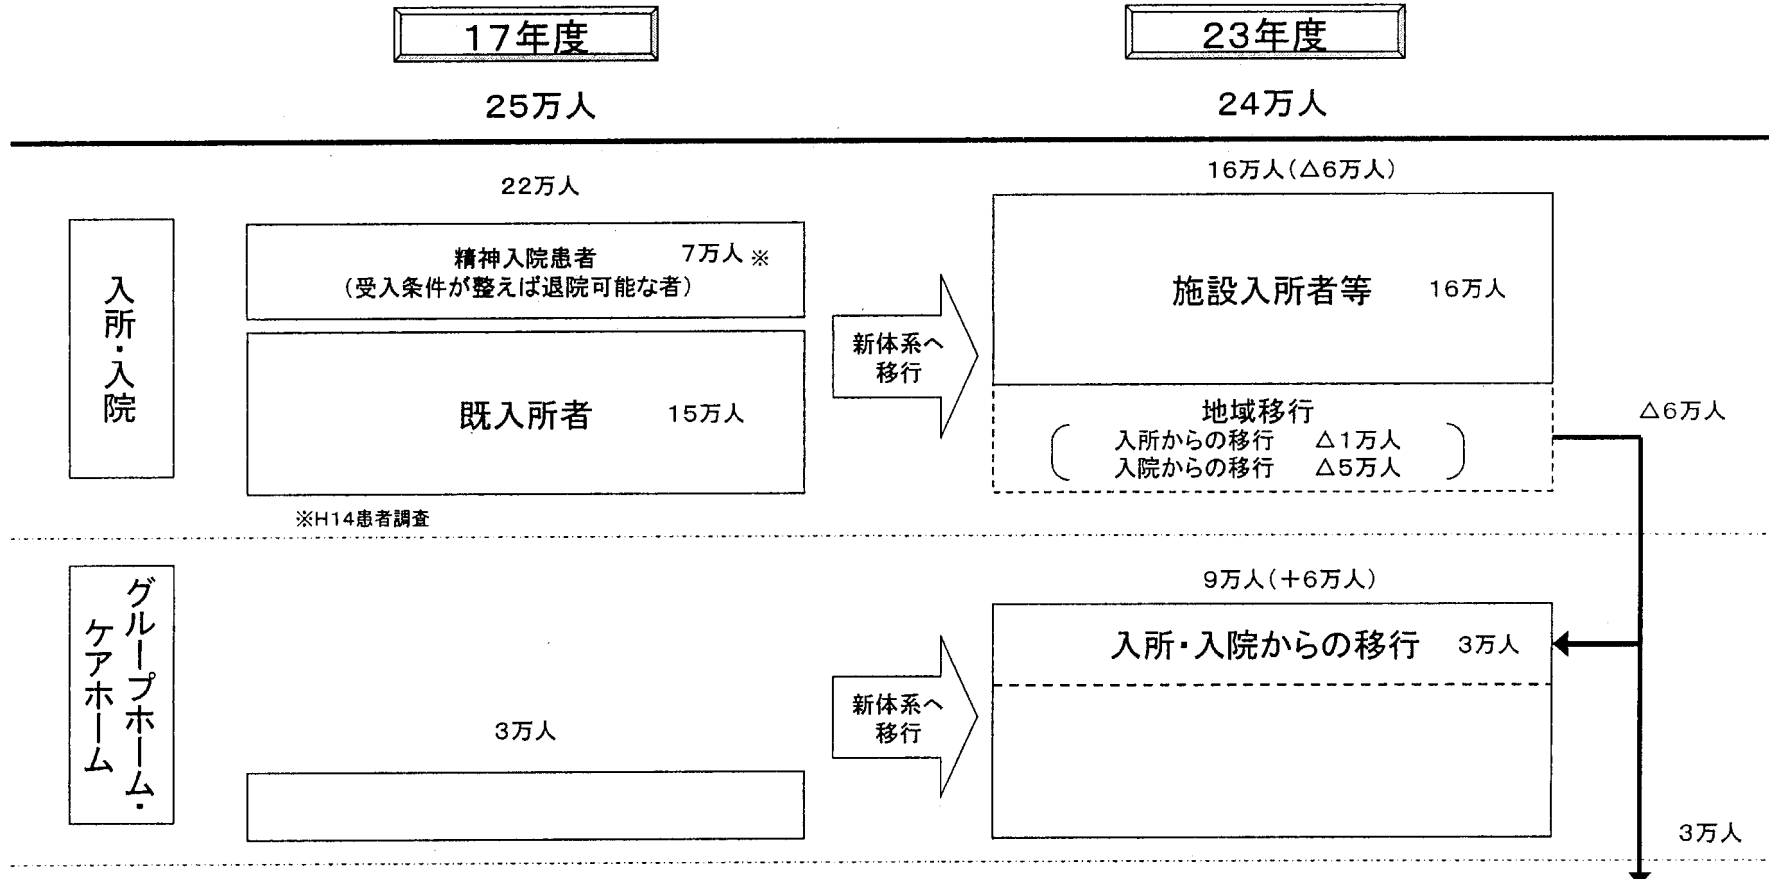 17年度
23年度
25万人
24万人
入所・入院
22万人
精神入院患者 7万人※
(受入条件が整えば退院可能な者)
既入所者 15万人
※H14患者調査
新体系へ
移行
16万人(△6万人)
施設入所者等 16万人
地域移行
入所からの移行 △1万人
入院からの移行 △5万人
△6万人
グループホーム・
ケアホーム
3万人
新体系へ
移行
9万人(+6万人)
入所・入院からの移行 3万人
3万人